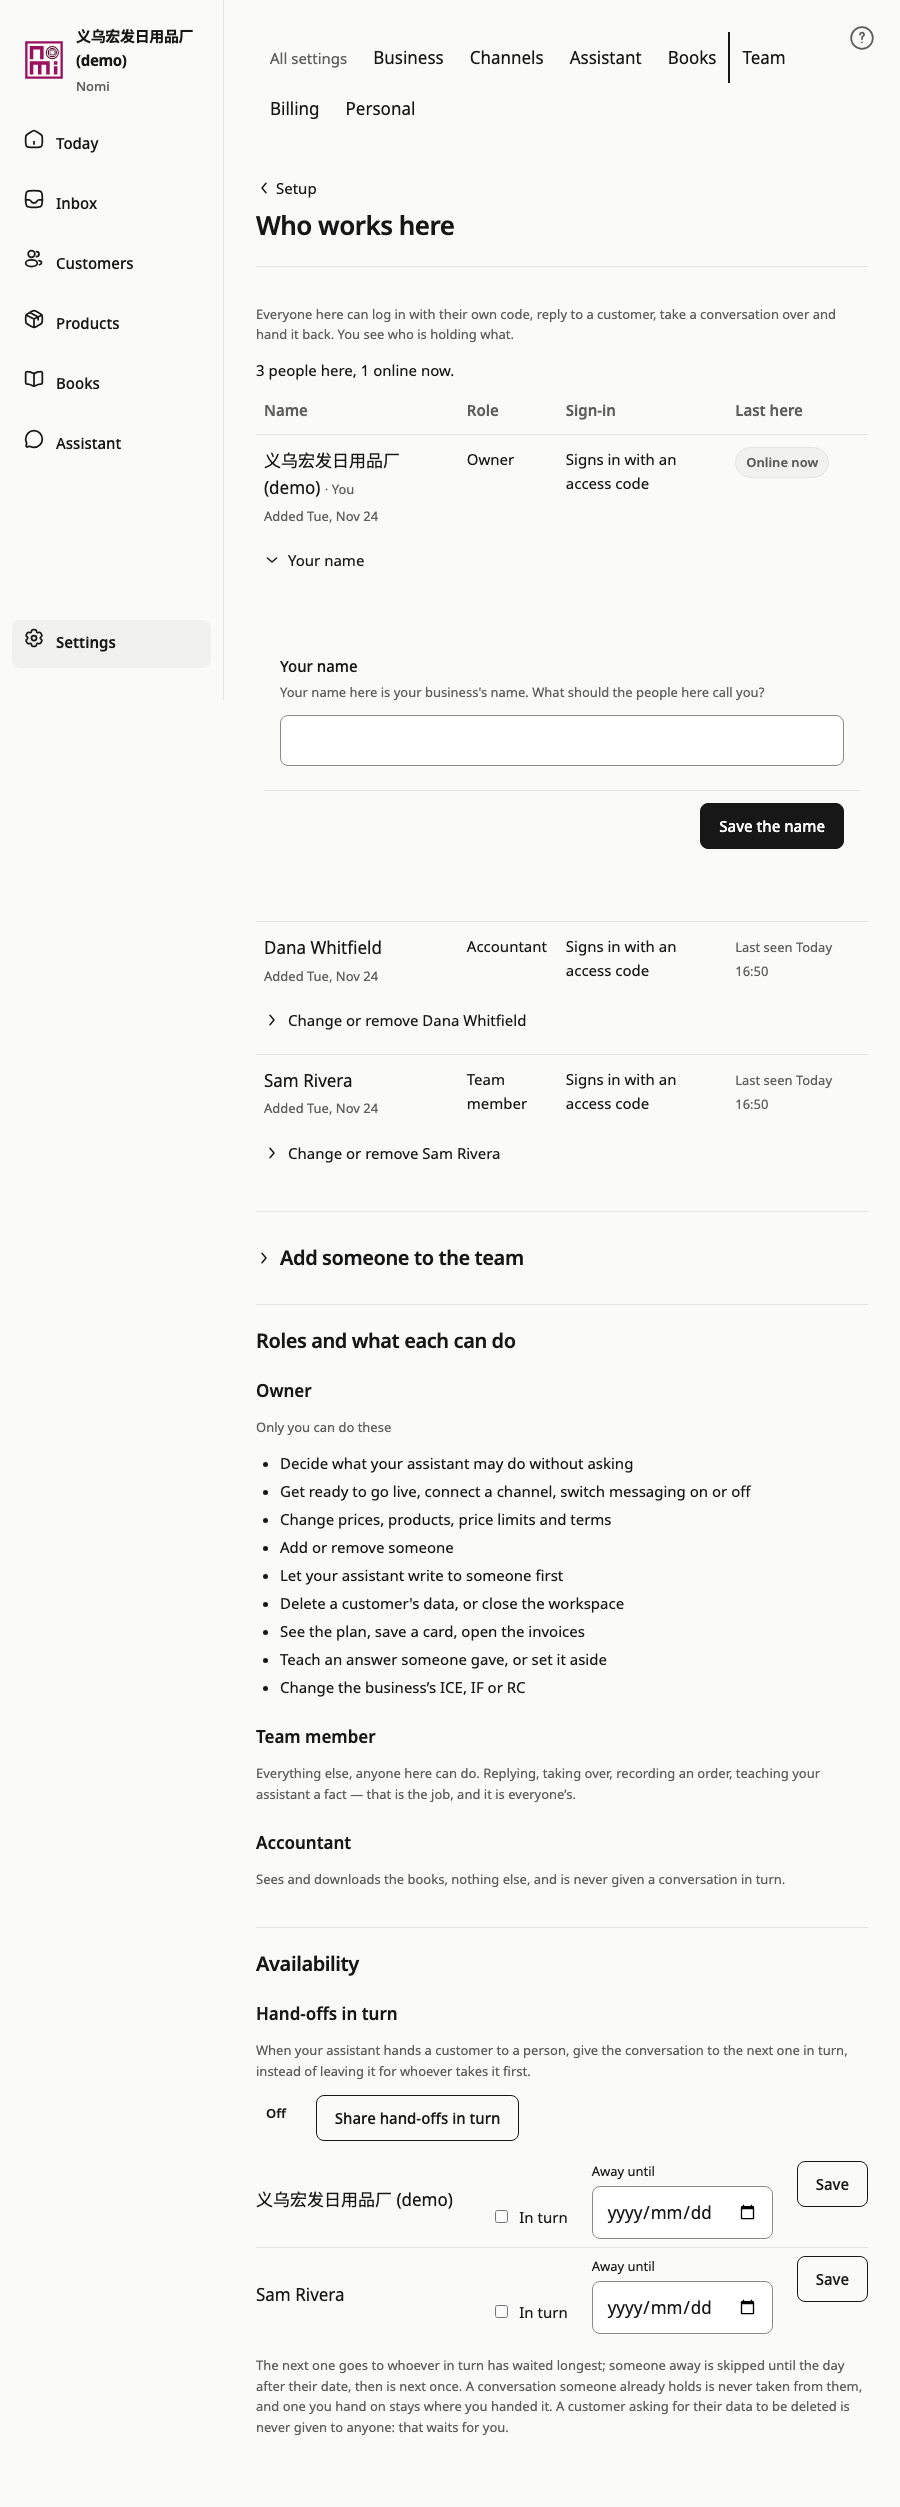 义乌宏发日用品厂
(demo)
Nomi
Today
Inbox
Customers
Products
Books
Assistant
Settings
All settings Business Channels Assistant Books Team
Billing Personal
Setup
Who works here
Everyone here can log in with their own code, reply to a customer, take a conversation over and
hand it back. You see who is holding what.
3 people here, 1 online now.
Name Role Sign-in Last here
义乌宏发日用品厂 Owner Signs in with an Online now
(demo) · You access code
Added Tue, Nov 24
Your name
Your name
Your name here is your business's name. What should the people here call you?
Save the name
Dana Whitfield Accountant Signs in with an Last seen Today
Added Tue, Nov 24 access code 16:50
Change or remove Dana Whitfield
Sam Rivera Team Signs in with an Last seen Today
Added Tue, Nov 24 member access code 16:50
Change or remove Sam Rivera
Add someone to the team
Roles and what each can do
Owner
Only you can do these
• Decide what your assistant may do without asking
• Get ready to go live, connect a channel, switch messaging on or off
• Change prices, products, price limits and terms
• Add or remove someone
• Let your assistant write to someone first
• Delete a customer's data, or close the workspace
• See the plan, save a card, open the invoices
• Teach an answer someone gave, or set it aside
• Change the business’s ICE, IF or RC
Team member
Everything else, anyone here can do. Replying, taking over, recording an order, teaching your
assistant a fact — that is the job, and it is everyone’s.
Accountant
Sees and downloads the books, nothing else, and is never given a conversation in turn.
Availability
Hand-offs in turn
When your assistant hands a customer to a person, give the conversation to the next one in turn,
instead of leaving it for whoever takes it first.
Off Share hand-offs in turn
Away until
义乌宏发日用品厂 (demo) In turn yyyy/mm/dd Save
Away until
Sam Rivera In turn yyyy/mm/dd Save
The next one goes to whoever in turn has waited longest; someone away is skipped until the day
after their date, then is next once. A conversation someone already holds is never taken from them,
and one you hand on stays where you handed it. A customer asking for their data to be deleted is
never given to anyone: that waits for you.